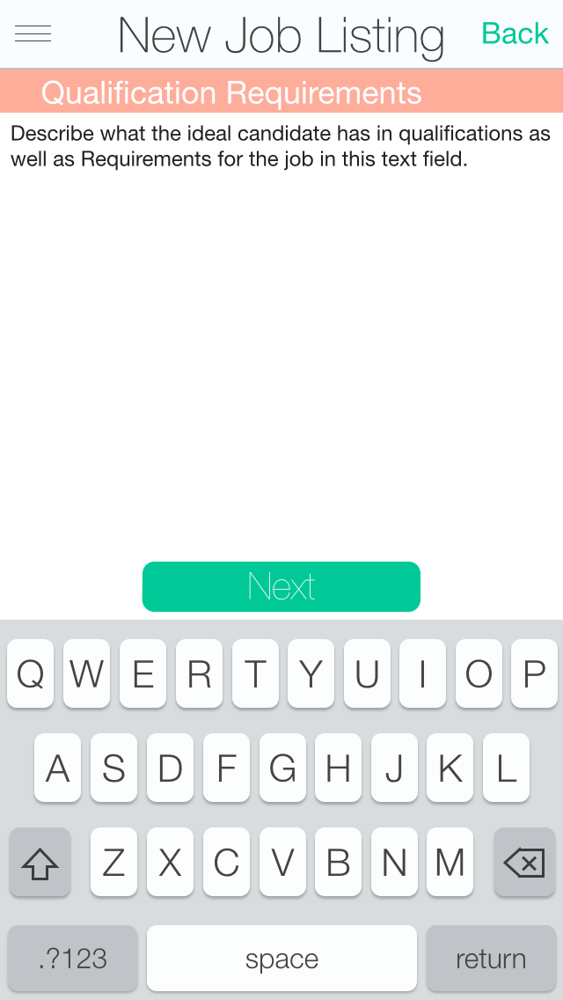 New Job Listing
Back
Qualification Requirements
Describe what the ideal candidate has in qualifications as
well as Requirements for the job in this text field.
Next
Q W E R T Y U I O P
A S D F G H J K L
Z X C V B N M
.?123 space return